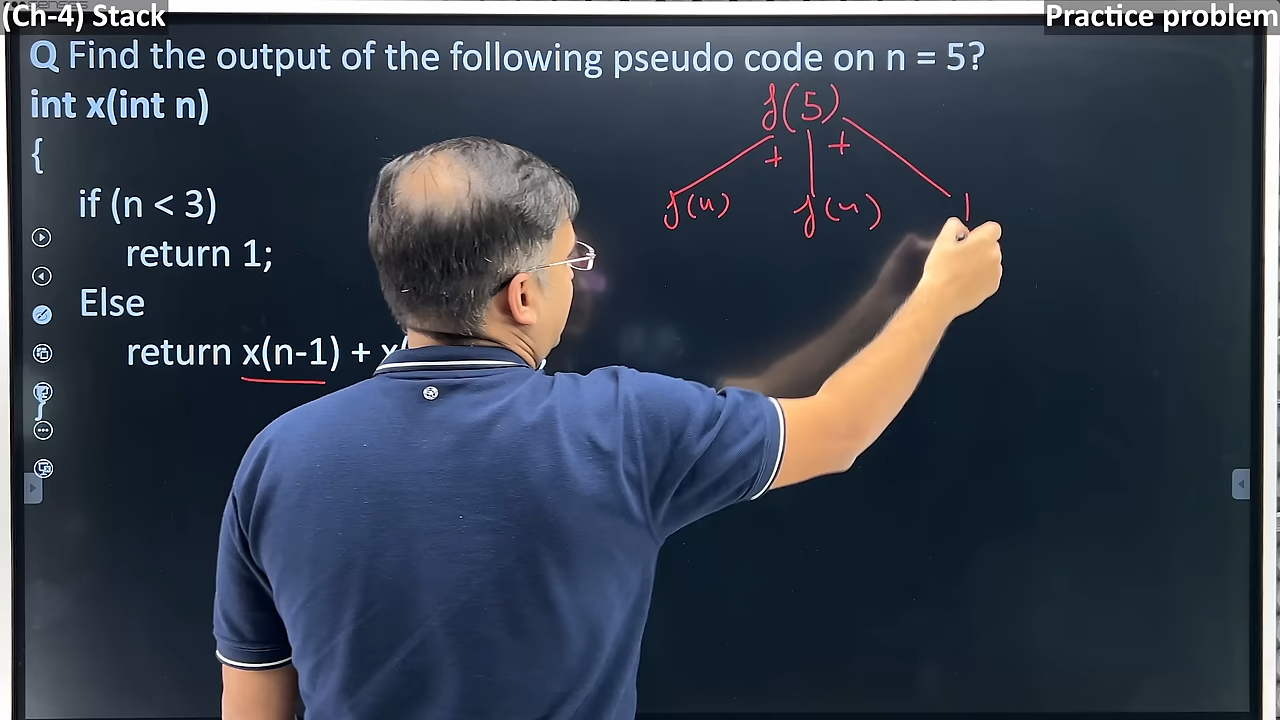 (Ch-4) Stack
Practice problem
Q Find the output of the following pseudo code on n = 5?
int x(int n)
{
if (n < 3)
return 1;
Else
return x(n-1) + x(
f(5)
+ +
f(4) f(4) 1